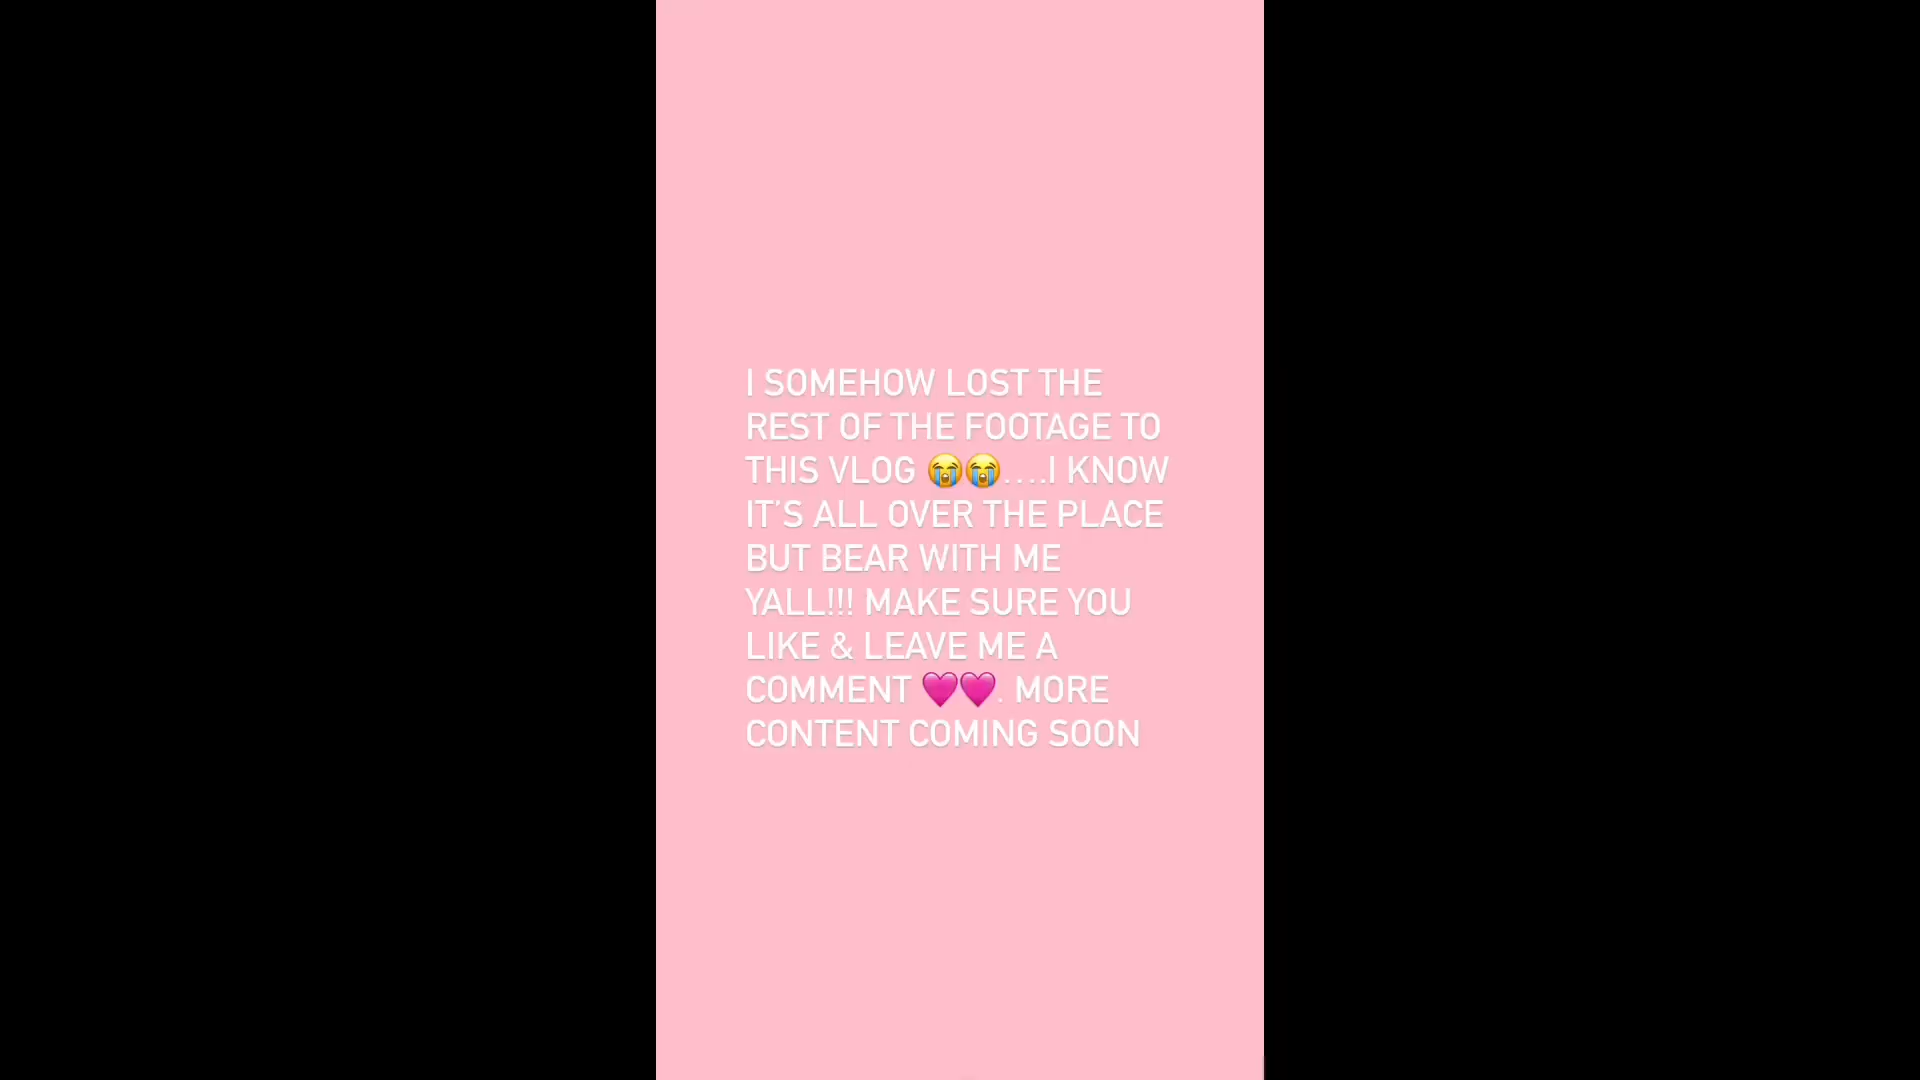 I SOMEHOW LOST THE
REST OF THE FOOTAGE TO
THIS VLOG 😭😭....I KNOW
IT'S ALL OVER THE PLACE
BUT BEAR WITH ME
YALL!!! MAKE SURE YOU
LIKE & LEAVE ME A
COMMENT 🩷🩷. MORE
CONTENT COMING SOON